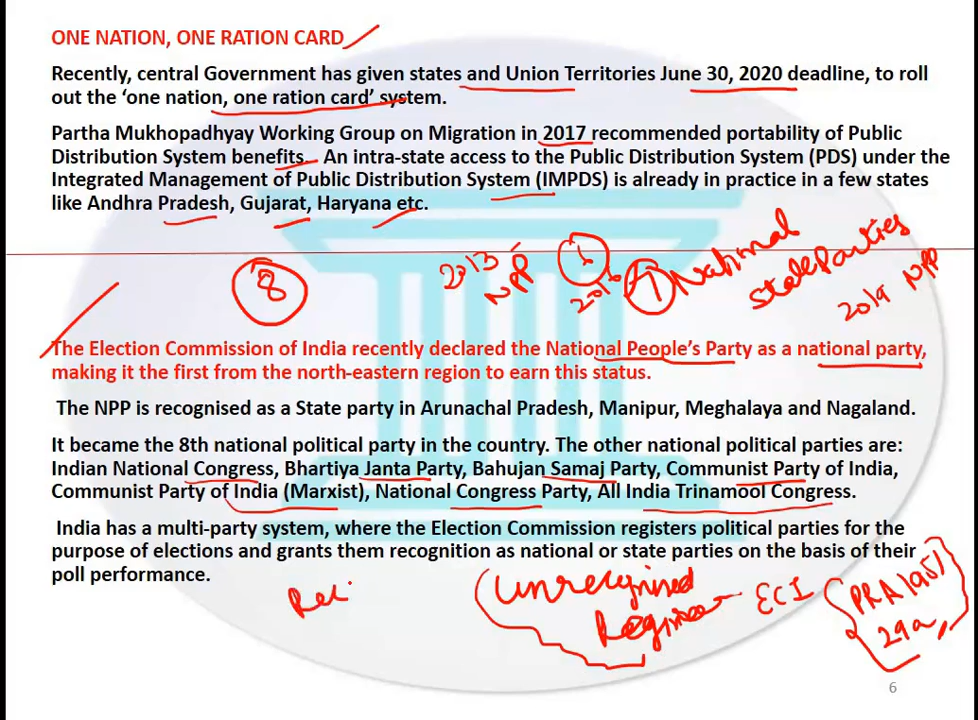 ONE NATION, ONE RATION CARD
Recently, central Government has given states and Union Territories June 30, 2020 deadline, to roll
out the ‘one nation, one ration card’ system.
Partha Mukhopadhyay Working Group on Migration in 2017 recommended portability of Public
Distribution System benefits. An intra-state access to the Public Distribution System (PDS) under the
Integrated Management of Public Distribution System (IMPDS) is already in practice in a few states
like Andhra Pradesh, Gujarat, Haryana etc.
8 2013 NPP 1 2016 7 National
State Parties
2019 NPP
The Election Commission of India recently declared the National People’s Party as a national party,
making it the first from the north-eastern region to earn this status.
The NPP is recognised as a State party in Arunachal Pradesh, Manipur, Meghalaya and Nagaland.
It became the 8th national political party in the country. The other national political parties are:
Indian National Congress, Bhartiya Janta Party, Bahujan Samaj Party, Communist Party of India,
Communist Party of India (Marxist), National Congress Party, All India Trinamool Congress.
India has a multi-party system, where the Election Commission registers political parties for the
purpose of elections and grants them recognition as national or state parties on the basis of their
poll performance.
Unrecognised
ECI
PRA 1951
29a
6